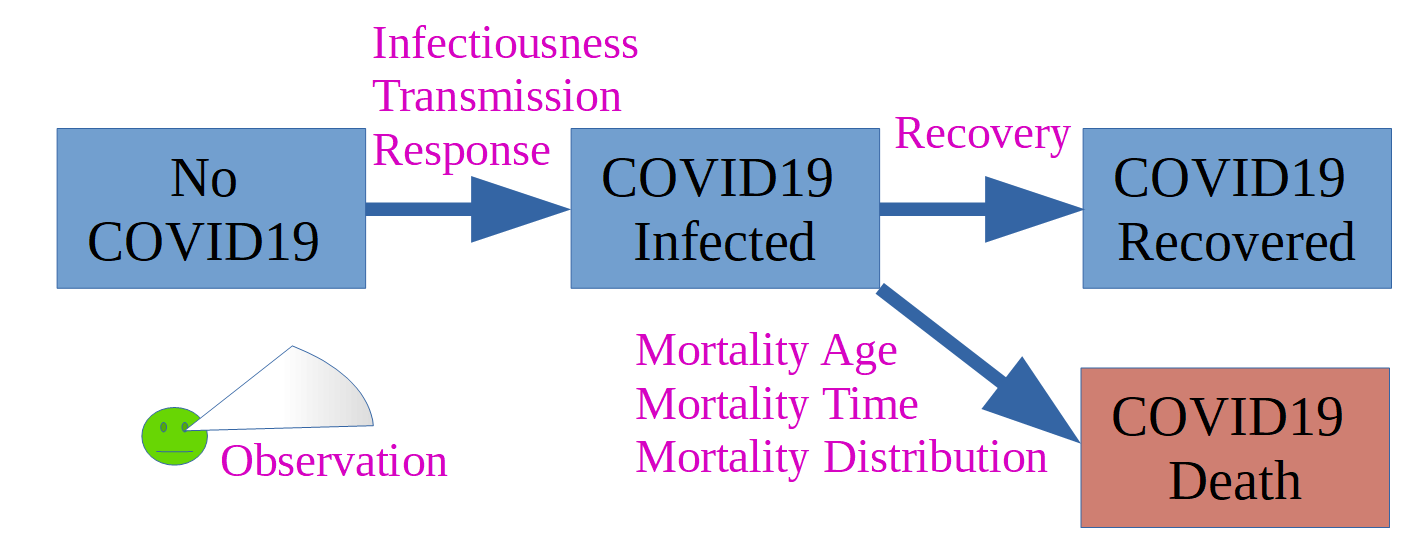 Infectiousness
Transmission
Response
No
COVID19
COVID19
Infected
Recovery
COVID19
Recovered
Mortality Age
Mortality Time
Mortality Distribution
COVID19
Death
Observation